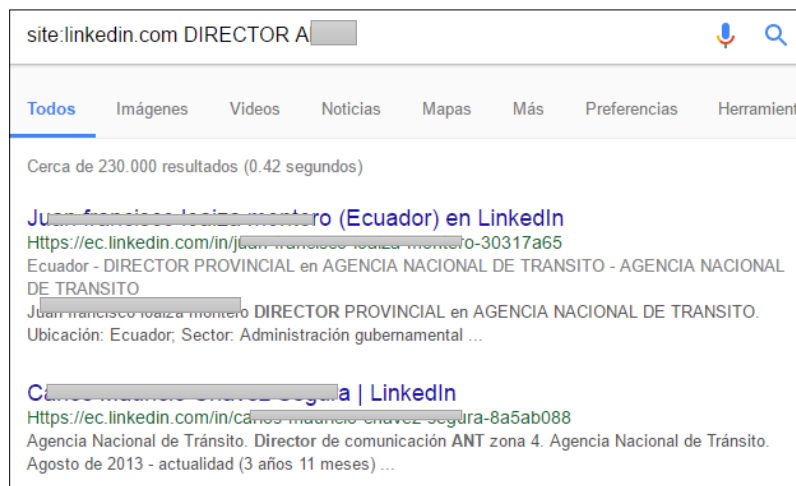 site:linkedin.com DIRECTOR
Todos Imágenes Videos Noticias Mapas Más Preferencias
Cerca de 230.000 resultados (0.42 segundos)
(Ecuador) en LinkedIn
Https://ec.linkedin.com/in/
Ecuador - DIRECTOR PROVINCIAL en AGENCIA NACIONAL DE TRANSITO - AGENCIA NACIONAL
DE TRANSITO
DIRECTOR PROVINCIAL en AGENCIA NACIONAL DE TRANSITO.
Ubicación: Ecuador; Sector: Administración gubernamental ...
| LinkedIn
Https://ec.linkedin.com/in/
Agencia Nacional de Tránsito. Director de comunicación ANT zona 4. Agencia Nacional de Tránsito.
Agosto de 2013 - actualidad (3 años 11 meses) ...